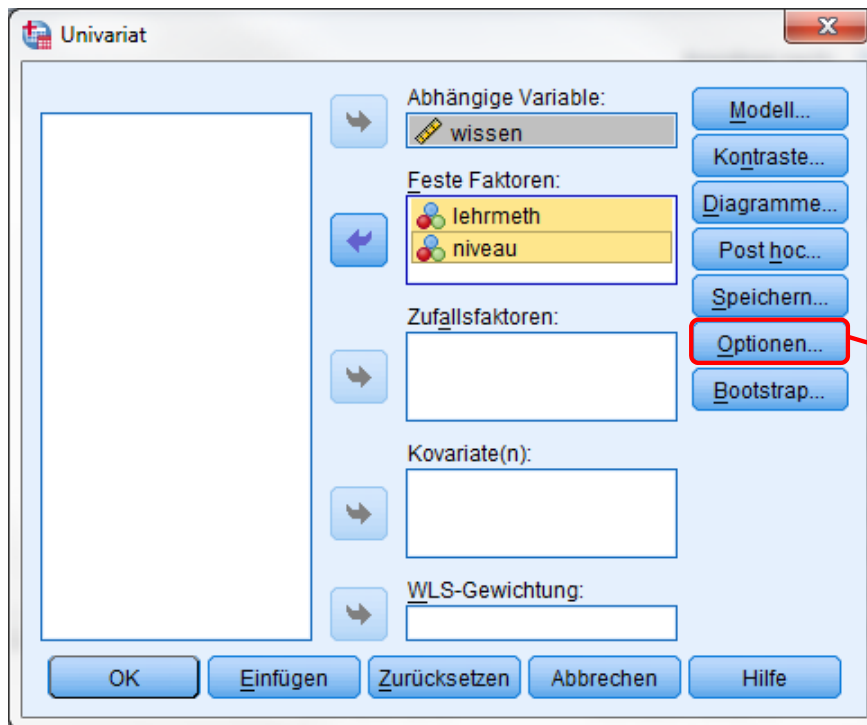 Univariat
Abhängige Variable:
wissen
Feste Faktoren:
lehrmeth
niveau
Zufallsfaktoren:
Kovariate(n):
WLS-Gewichtung:
Modell...
Kontraste...
Diagramme...
Post hoc...
Speichern...
Optionen...
Bootstrap...
OK
Einfügen
Zurücksetzen
Abbrechen
Hilfe